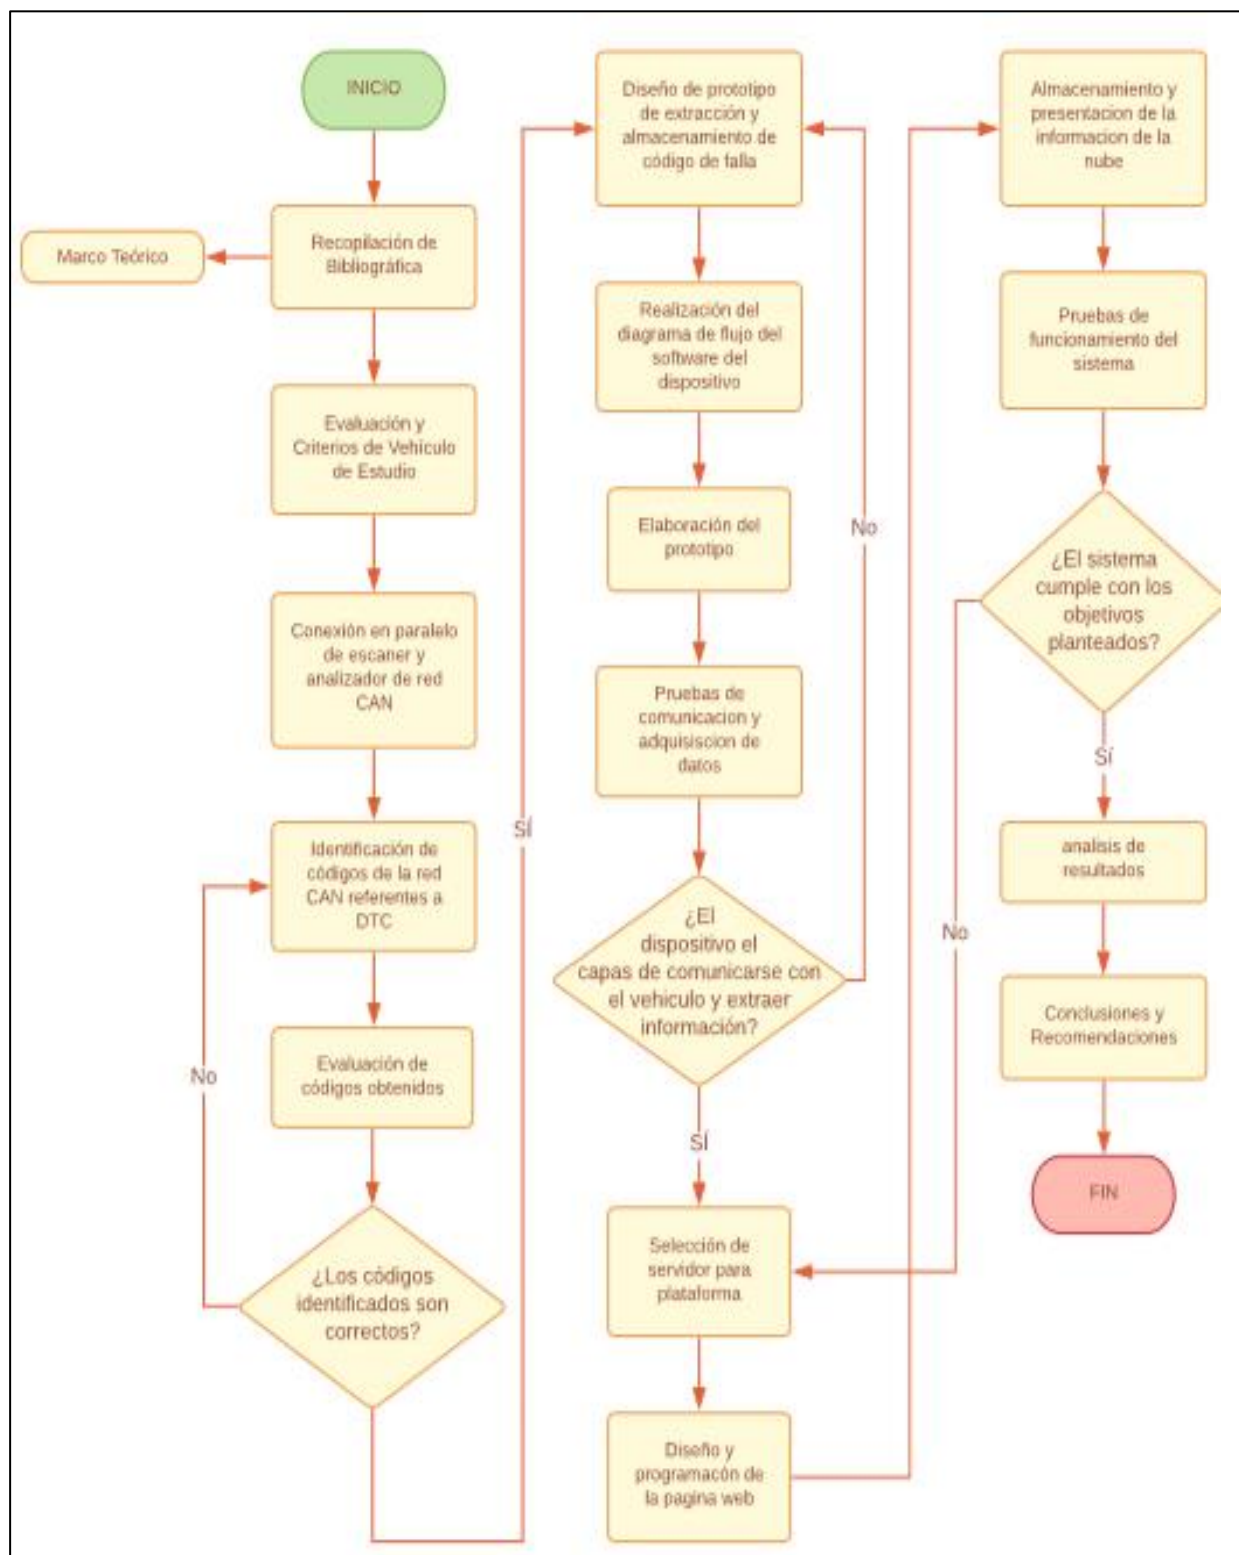 INICIO
Recopilación de
Bibliográfica
Marco Teórico
Evaluación y
Criterios de Vehículo
de Estudio
Conexión en paralelo
de escaner y
analizador de red
CAN
Identificación de
códigos de la red
CAN referentes a
DTC
Evaluación de
códigos obtenidos
No
¿Los códigos
identificados son
correctos?
SÍ
Diseño de prototipo
de extracción y
almacenamiento de
código de falla
Realización del
diagrama de flujo del
software del
dispositivo
Elaboración del
prototipo
Pruebas de
comunicacion y
adquisiscion de
datos
¿El
dispositivo el
capas de comunicarse con
el vehiculo y extraer
información?
No
SÍ
Selección de
servidor para
plataforma
Diseño y
programacón de
la pagina web
Almacenamiento y
presentacion de la
informacion de la
nube
Pruebas de
funcionamiento del
sistema
¿El sistema
cumple con los
objetivos
planteados?
No
Sí
analisis de
resultados
Conclusiones y
Recomendaciones
FIN